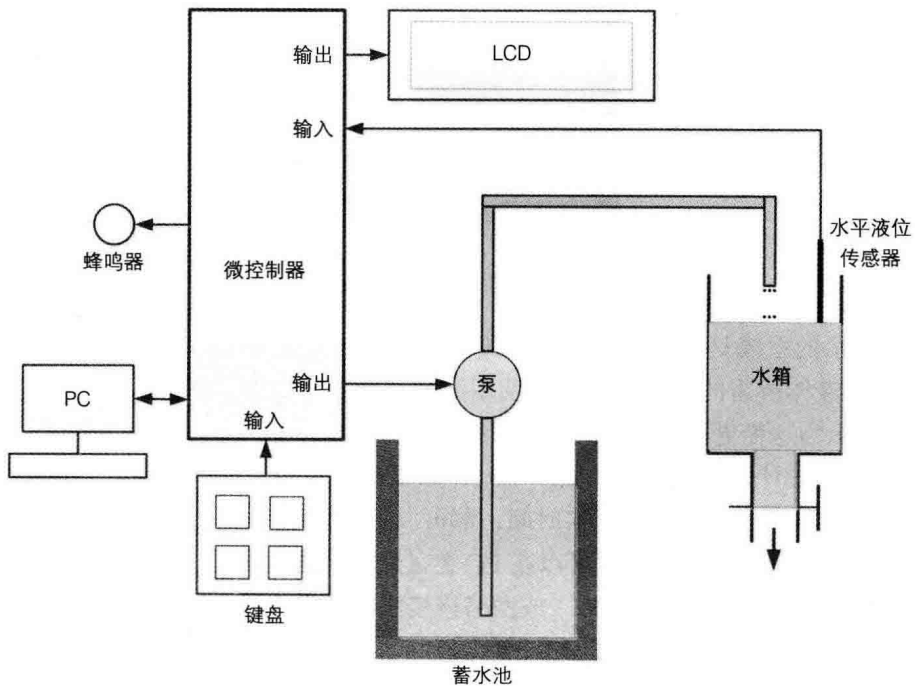 输出
LCD
输入
蜂鸣器
微控制器
水平液位
传感器
PC
输出
泵
水箱
输入
键盘
蓄水池